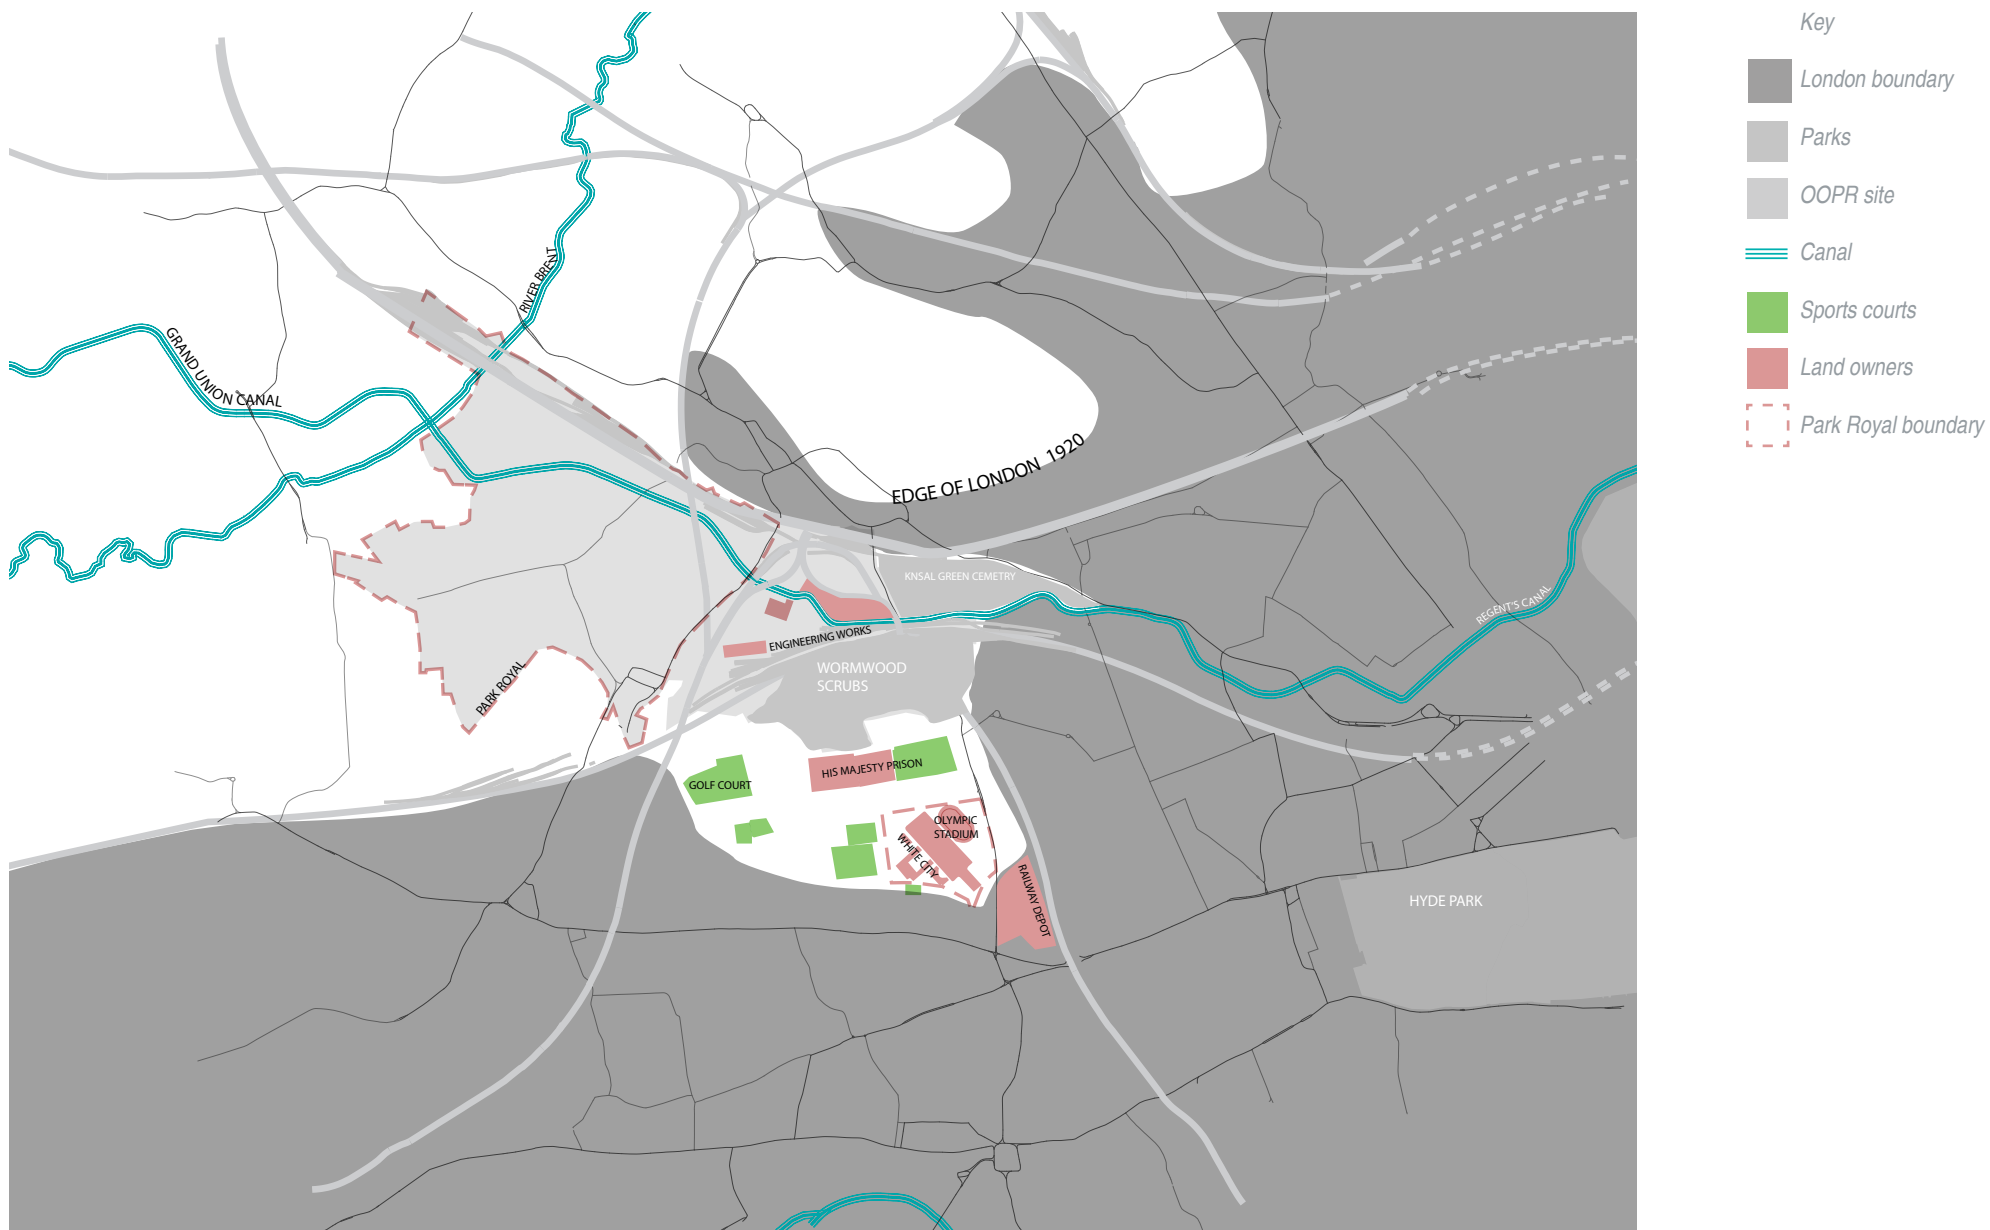 Key
London boundary
Parks
OOPR site
Canal
Sports courts
Land owners
Park Royal boundary
RIVER BRENT
GRAND UNION CANAL
EDGE OF LONDON 1920
KNSAL GREEN CEMETRY
REGENT'S CANAL
ENGINEERING WORKS
WORMWOOD
SCRUBS
PARK ROYAL
HIS MAJESTY PRISON
GOLF COURT
OLYMPIC
STADIUM
WHITE CITY
RAILWAY DEPOT
HYDE PARK